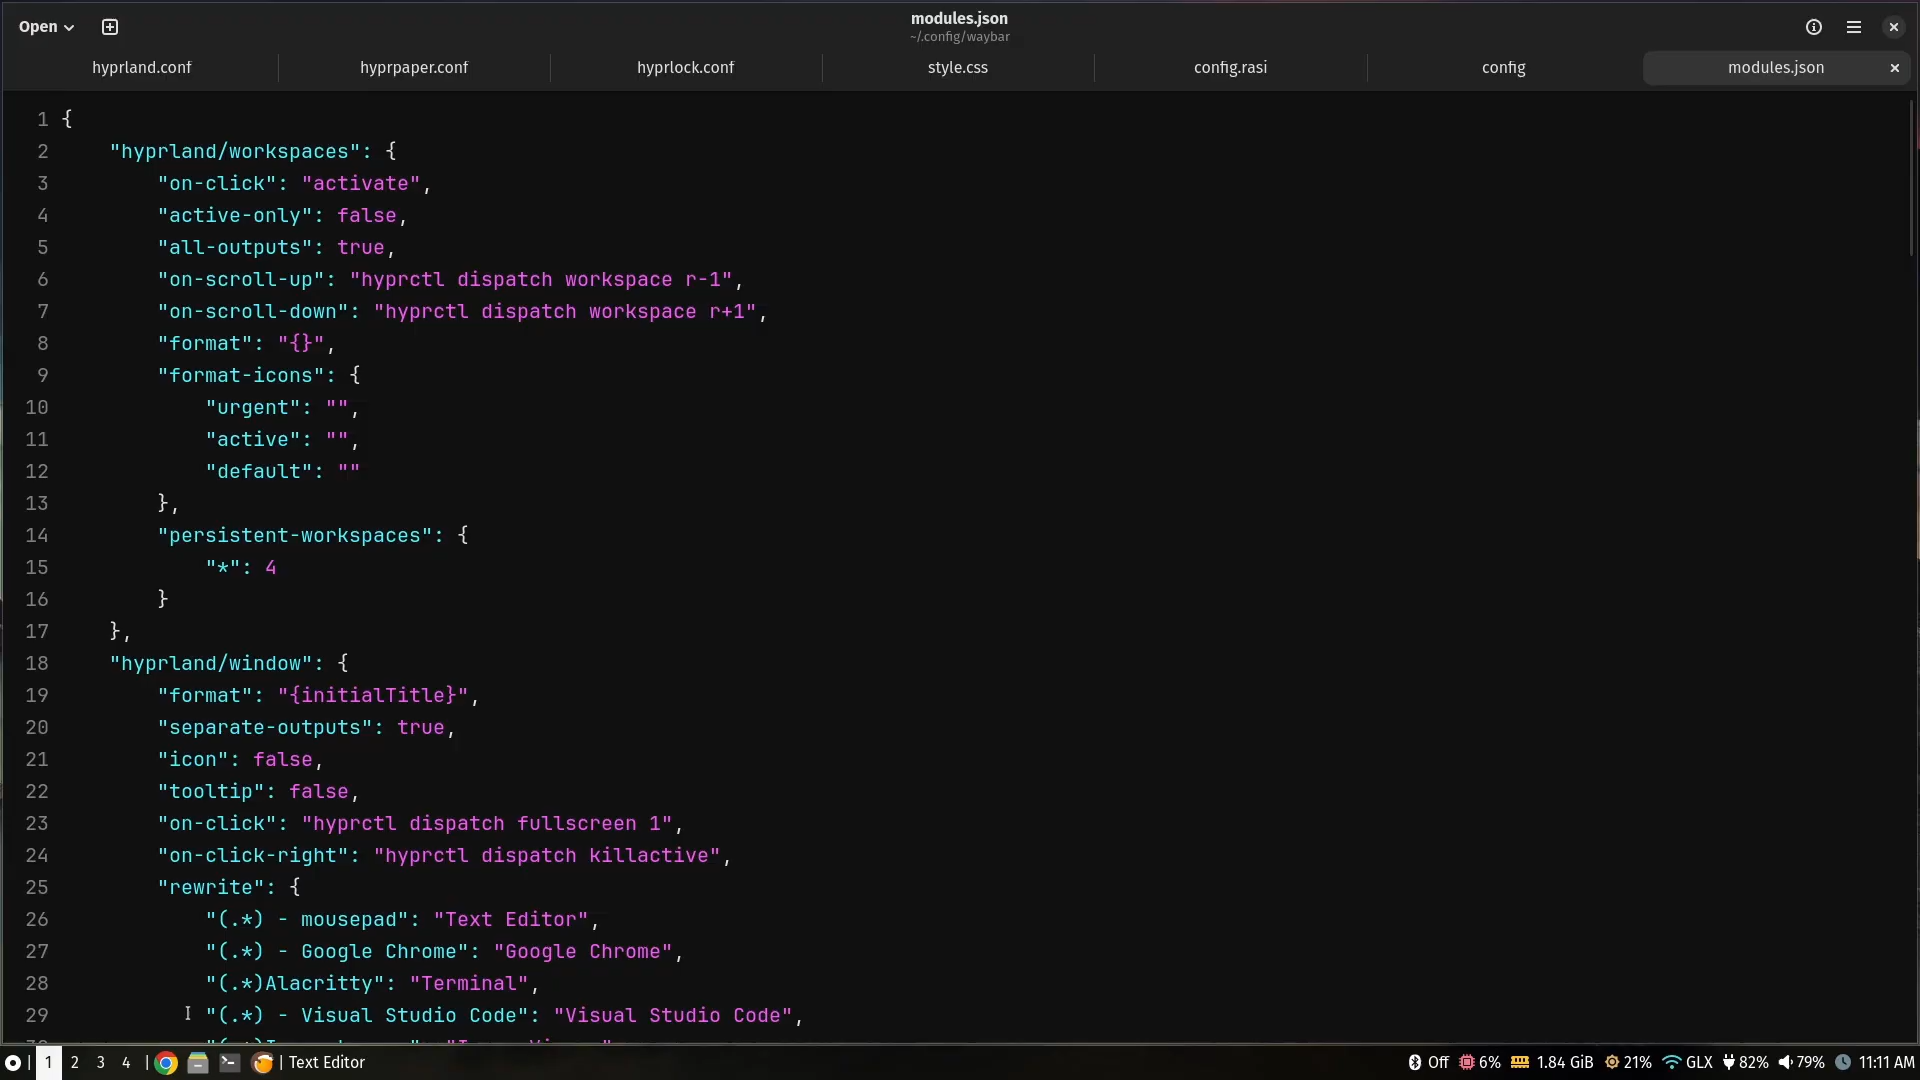 Open
modules.json
~/.config/waybar
hyprland.conf hyprpaper.conf hyprlock.conf style.css config.rasi config modules.json
1 {
2 "hyprland/workspaces": {
3 "on-click": "activate",
4 "active-only": false,
5 "all-outputs": true,
6 "on-scroll-up": "hyprctl dispatch workspace r-1",
7 "on-scroll-down": "hyprctl dispatch workspace r+1",
8 "format": "{}",
9 "format-icons": {
10 "urgent": "",
11 "active": "",
12 "default": ""
13 },
14 "persistent-workspaces": {
15 "*": 4
16 }
17 },
18 "hyprland/window": {
19 "format": "{initialTitle}",
20 "separate-outputs": true,
21 "icon": false,
22 "tooltip": false,
23 "on-click": "hyprctl dispatch fullscreen 1",
24 "on-click-right": "hyprctl dispatch killactive",
25 "rewrite": {
26 "(.*) - mousepad": "Text Editor",
27 "(.*) - Google Chrome": "Google Chrome",
28 "(.*)Alacritty": "Terminal",
29 "(.*) - Visual Studio Code": "Visual Studio Code",
| 1 2 3 4 | | Text Editor Off 6% 1.84 GiB 21% GLX 82% 79% 11:11 AM